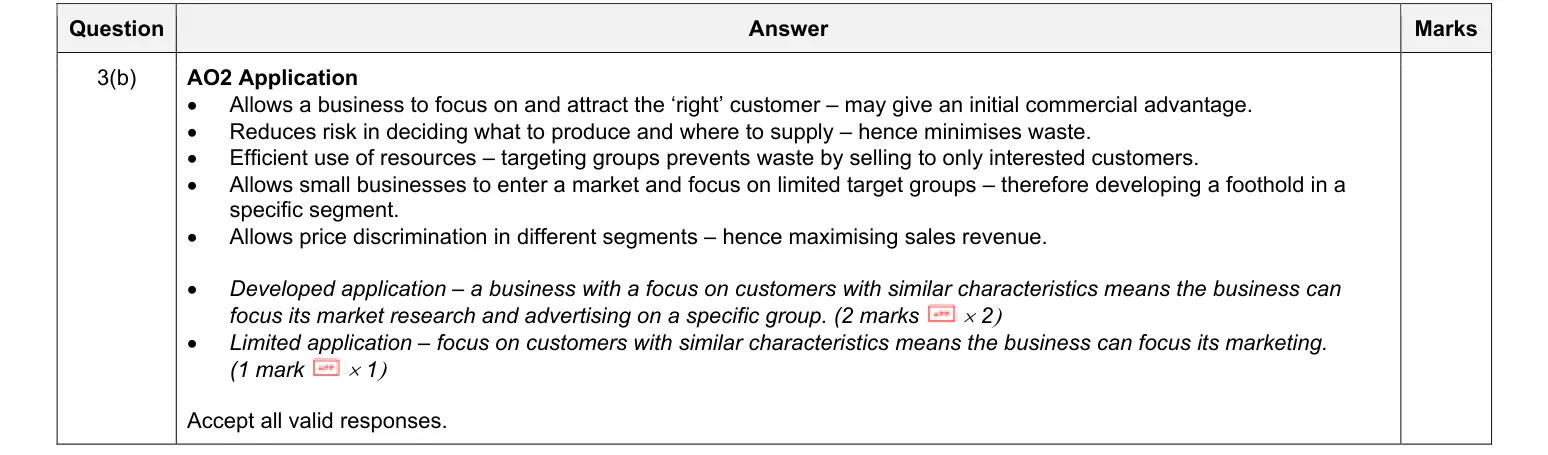 Question Answer Marks
3(b) AO2 Application
• Allows a business to focus on and attract the ‘right’ customer – may give an initial commercial advantage.
• Reduces risk in deciding what to produce and where to supply – hence minimises waste.
• Efficient use of resources – targeting groups prevents waste by selling to only interested customers.
• Allows small businesses to enter a market and focus on limited target groups – therefore developing a foothold in a
specific segment.
• Allows price discrimination in different segments – hence maximising sales revenue.
• Developed application – a business with a focus on customers with similar characteristics means the business can
focus its market research and advertising on a specific group. (2 marks × 2)
• Limited application – focus on customers with similar characteristics means the business can focus its marketing.
(1 mark × 1)
Accept all valid responses.